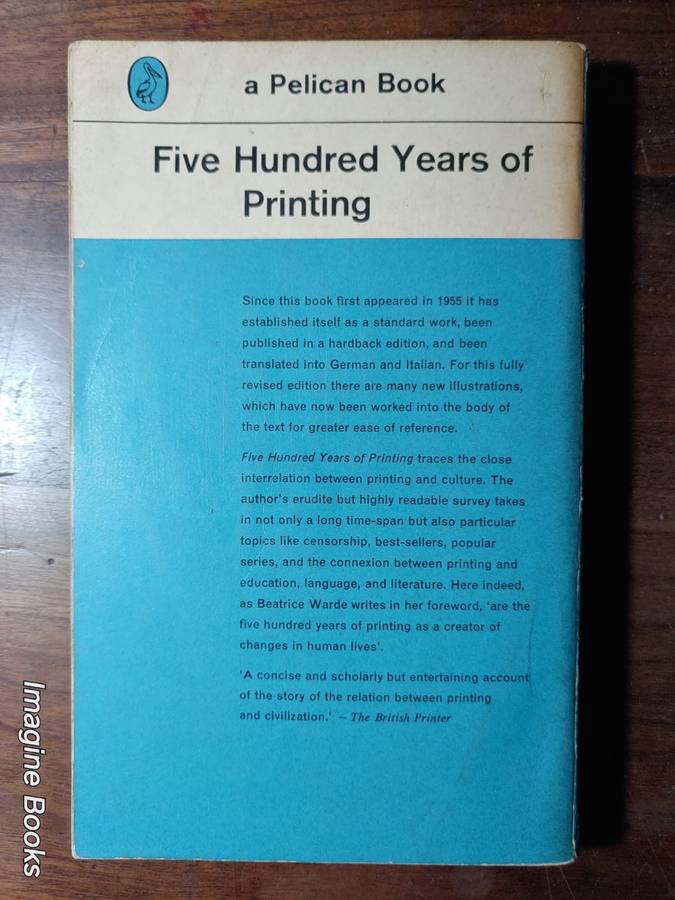 a Pelican Book
Five Hundred Years of
Printing
Since this book first appeared in 1955 it has
established itself as a standard work, been
published in a hardback edition, and been
translated into German and Italian. For this fully
revised edition there are many new illustrations,
which have now been worked into the body of
the text for greater ease of reference.
Five Hundred Years of Printing traces the close
interrelation between printing and culture. The
author's erudite but highly readable survey takes
in not only a long time-span but also particular
topics like censorship, best-sellers, popular
series, and the connexion between printing and
education, language, and literature. Here indeed,
as Beatrice Warde writes in her foreword, 'are the
five hundred years of printing as a creator of
changes in human lives'.
'A concise and scholarly but entertaining account
of the story of the relation between printing
and civilization.' – The British Printer
Imagine Books